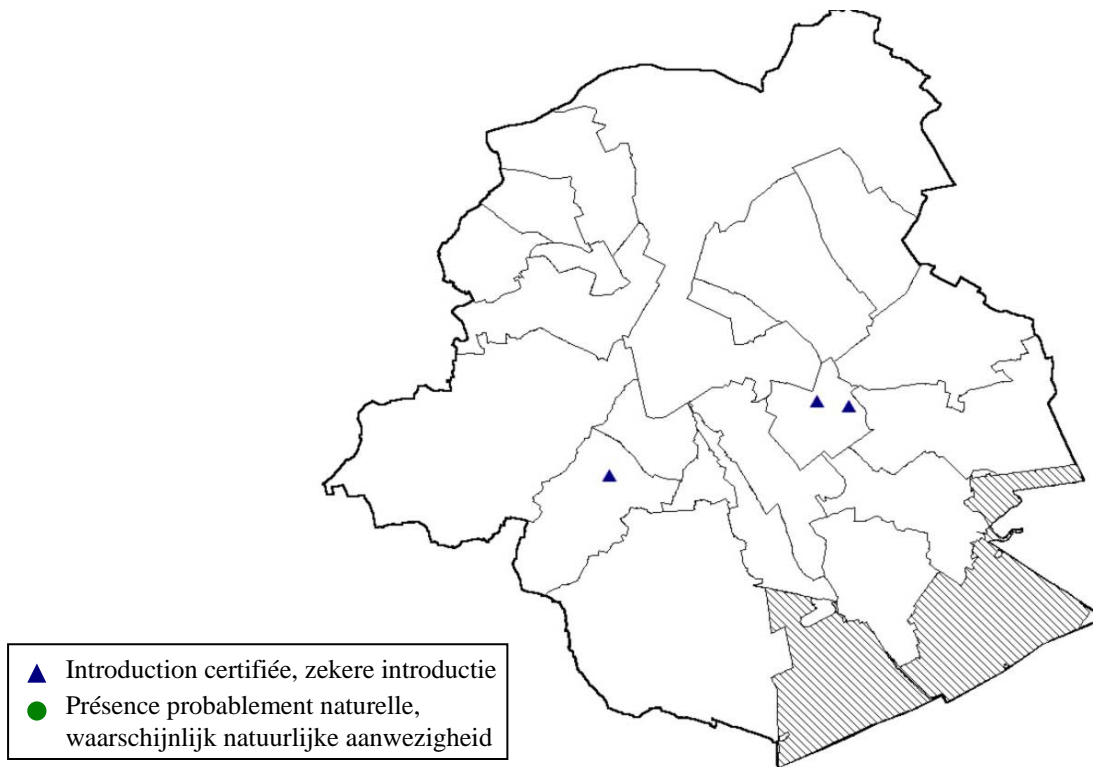 Introduction certifiée, zekere introductie
Présence probablement naturelle,
waarschijnlijk natuurlijke aanwezigheid